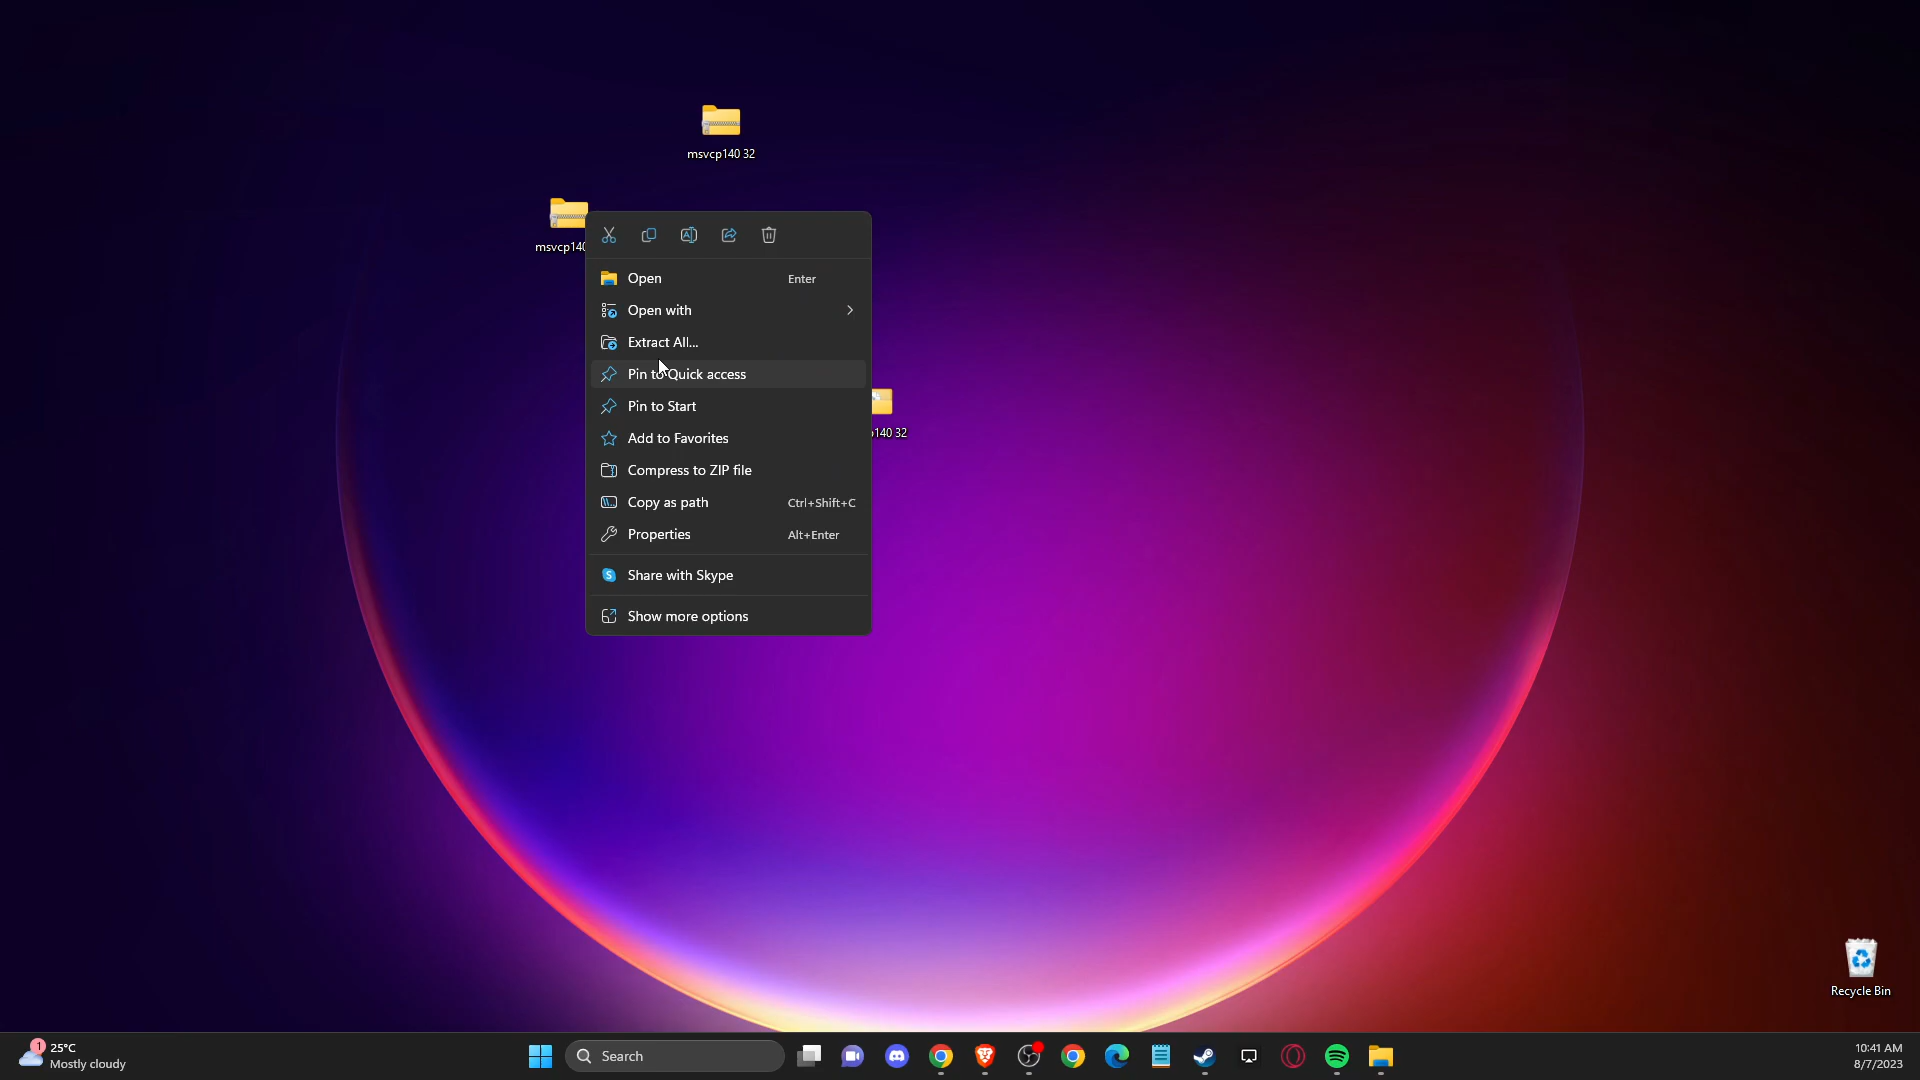 msvcp140 32
msvcp140
Open Enter
Open with
Extract All...
Pin to Quick access
Pin to Start
Add to Favorites
Compress to ZIP file
Copy as path Ctrl+Shift+C
Properties Alt+Enter
Share with Skype
Show more options
p140 32
Recycle Bin
1
25°C
Mostly cloudy
Search
10:41 AM
8/7/2023